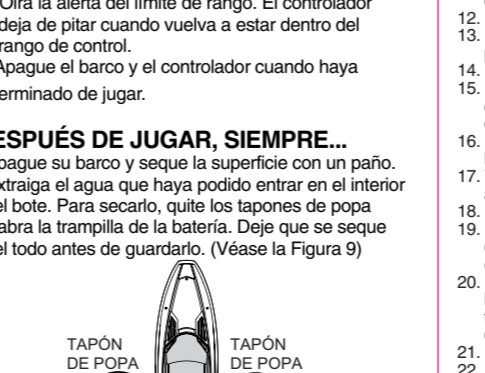 Oirá la alerta del límite de rango. El controlador
deja de pitar cuando vuelva a estar dentro del
rango de control.
Apague el barco y el controlador cuando haya
erminado de jugar.
ESPUÉS DE JUGAR, SIEMPRE...
pague su barco y seque la superficie con un paño.
xtraiga el agua que haya podido entrar en el interior
el bote. Para secarlo, quite los tapones de popa
abra la trampilla de la batería. Deje que se seque
el todo antes de guardarlo. (Véase la Figura 9)
TAPÓN
DE POPA
TAPÓN
DE POPA
12.
13.
14.
15.
16.
17.
18.
19.
20.
21.
22.